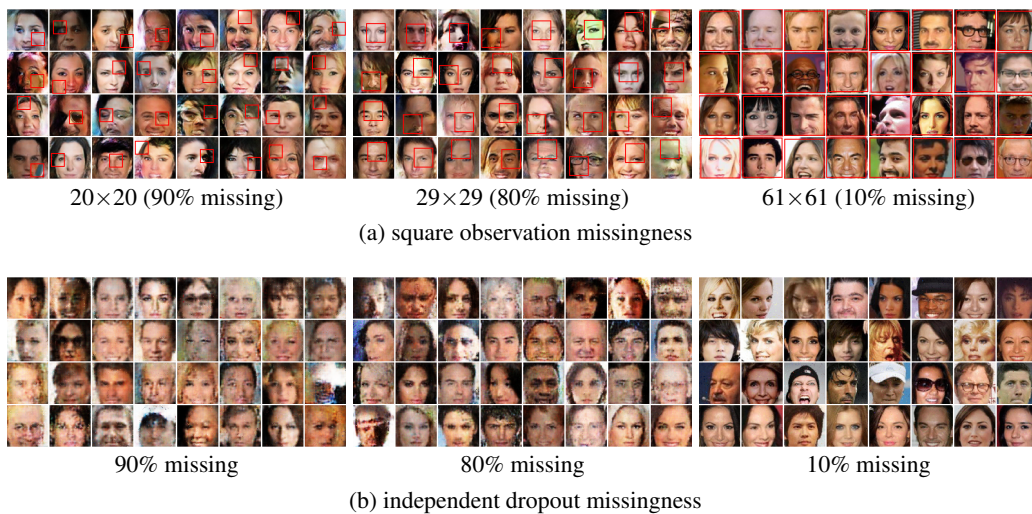 20×20 (90% missing)
29×29 (80% missing)
61×61 (10% missing)
(a) square observation missingness
90% missing
80% missing
10% missing
(b) independent dropout missingness